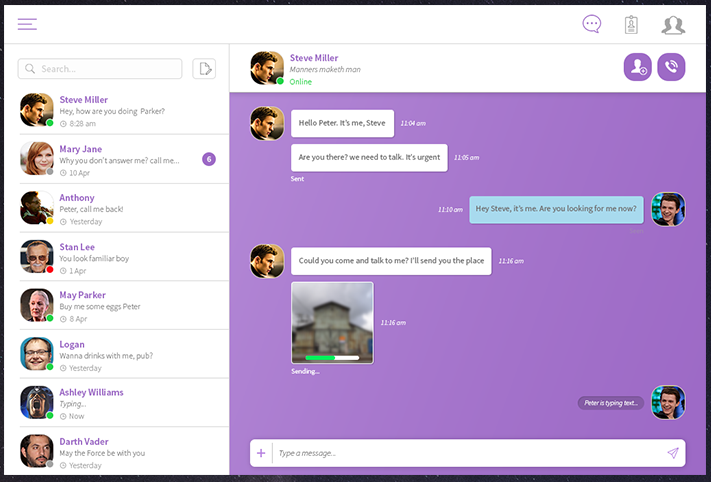 Search...
Steve Miller
Hey, how are you doing Parker?
8:28 am
Mary Jane
Why you don't answer me? call me...
6
10 Apr
Anthony
Peter, call me back!
Yesterday
Stan Lee
You look familiar boy
1 Apr
May Parker
Buy me some eggs Peter
8 Apr
Logan
Wanna drinks with me, pub?
Yesterday
Ashley Williams
Typing...
Now
Darth Vader
May the Force be with you
Yesterday
Steve Miller
Manners maketh man
Online
Hello Peter. It's me, Steve
11:04 am
Are you there? we need to talk. It's urgent
11:05 am
Sent
11:10 am
Hey Steve, it's me. Are you looking for me now?
Could you come and talk to me? I'll send you the place
11:16 am
11:16 am
Sending...
Peter is typing text...
Type a message...